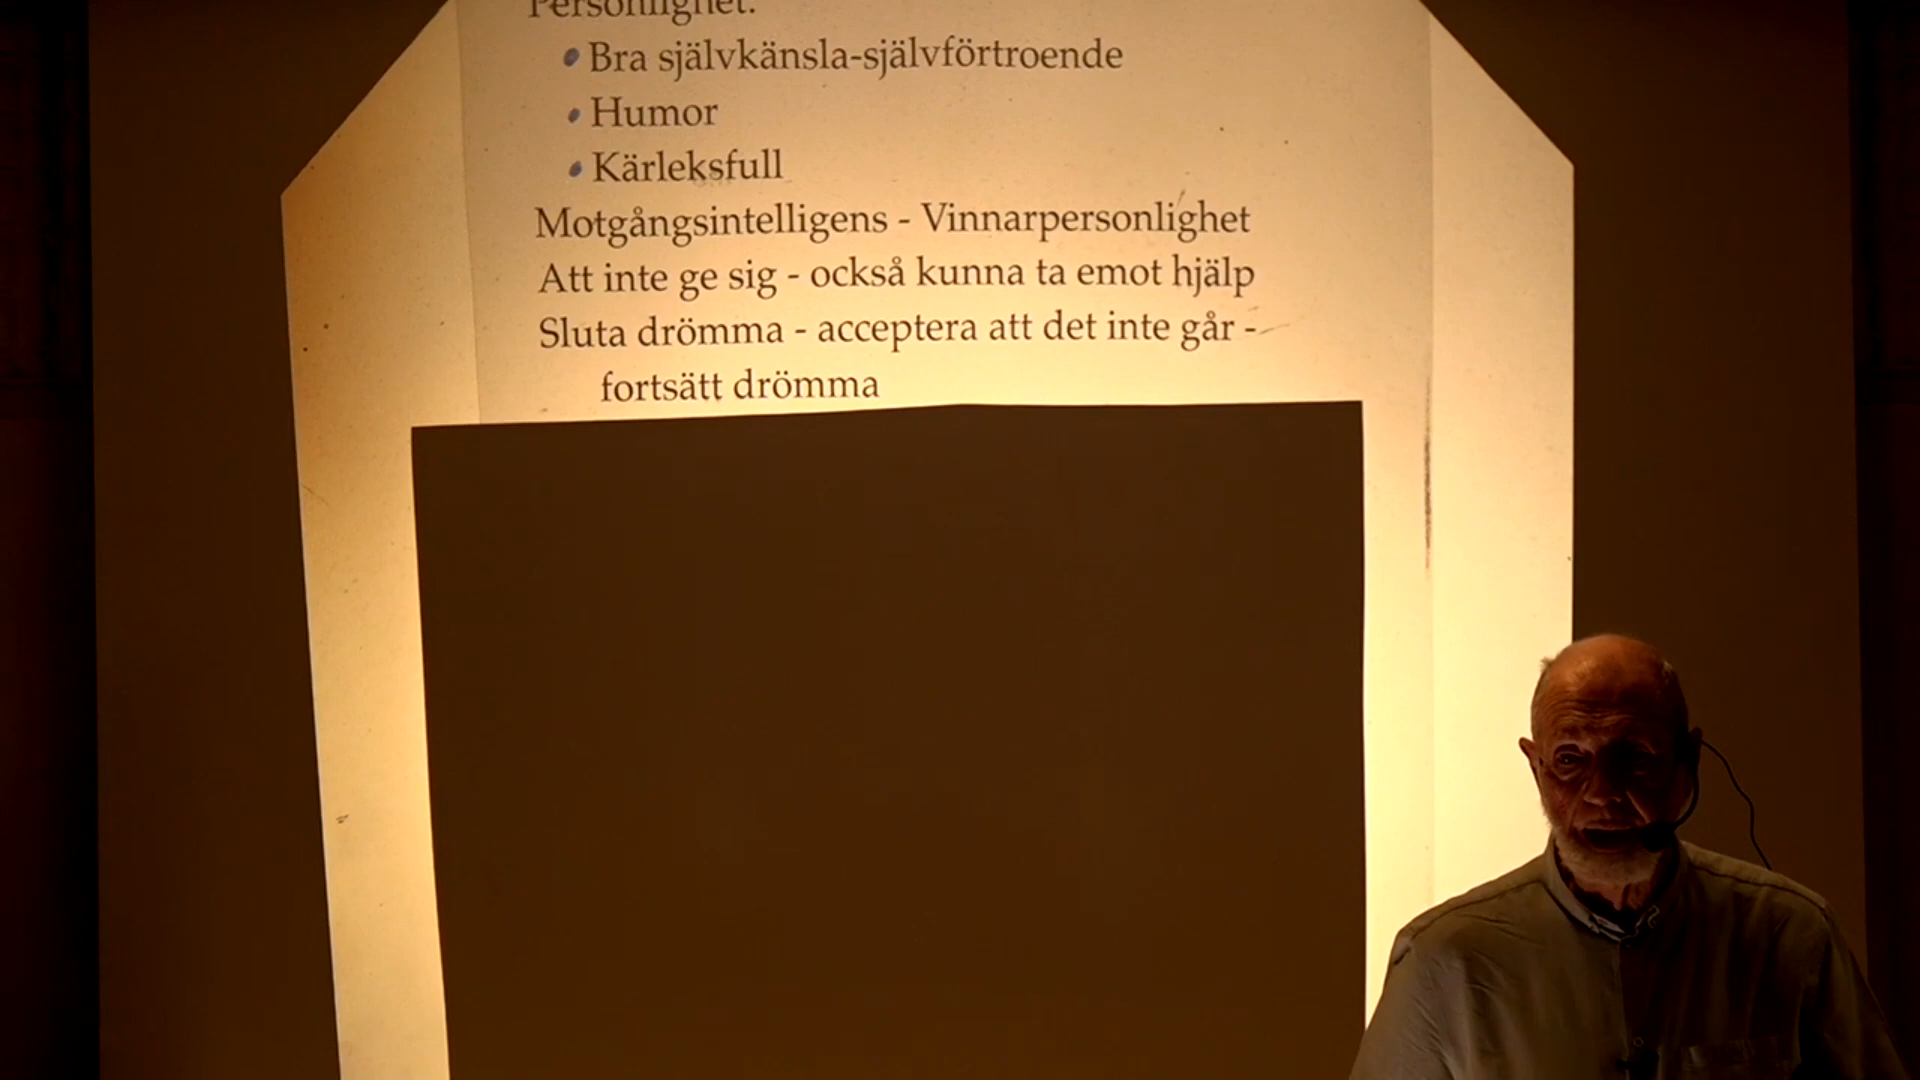 Personlighet:
• Bra självkänsla-självförtroende
• Humor
• Kärleksfull
Motgångsintelligens - Vinnarpersonlighet
Att inte ge sig - också kunna ta emot hjälp
Sluta drömma - acceptera att det inte går -
fortsätt drömma